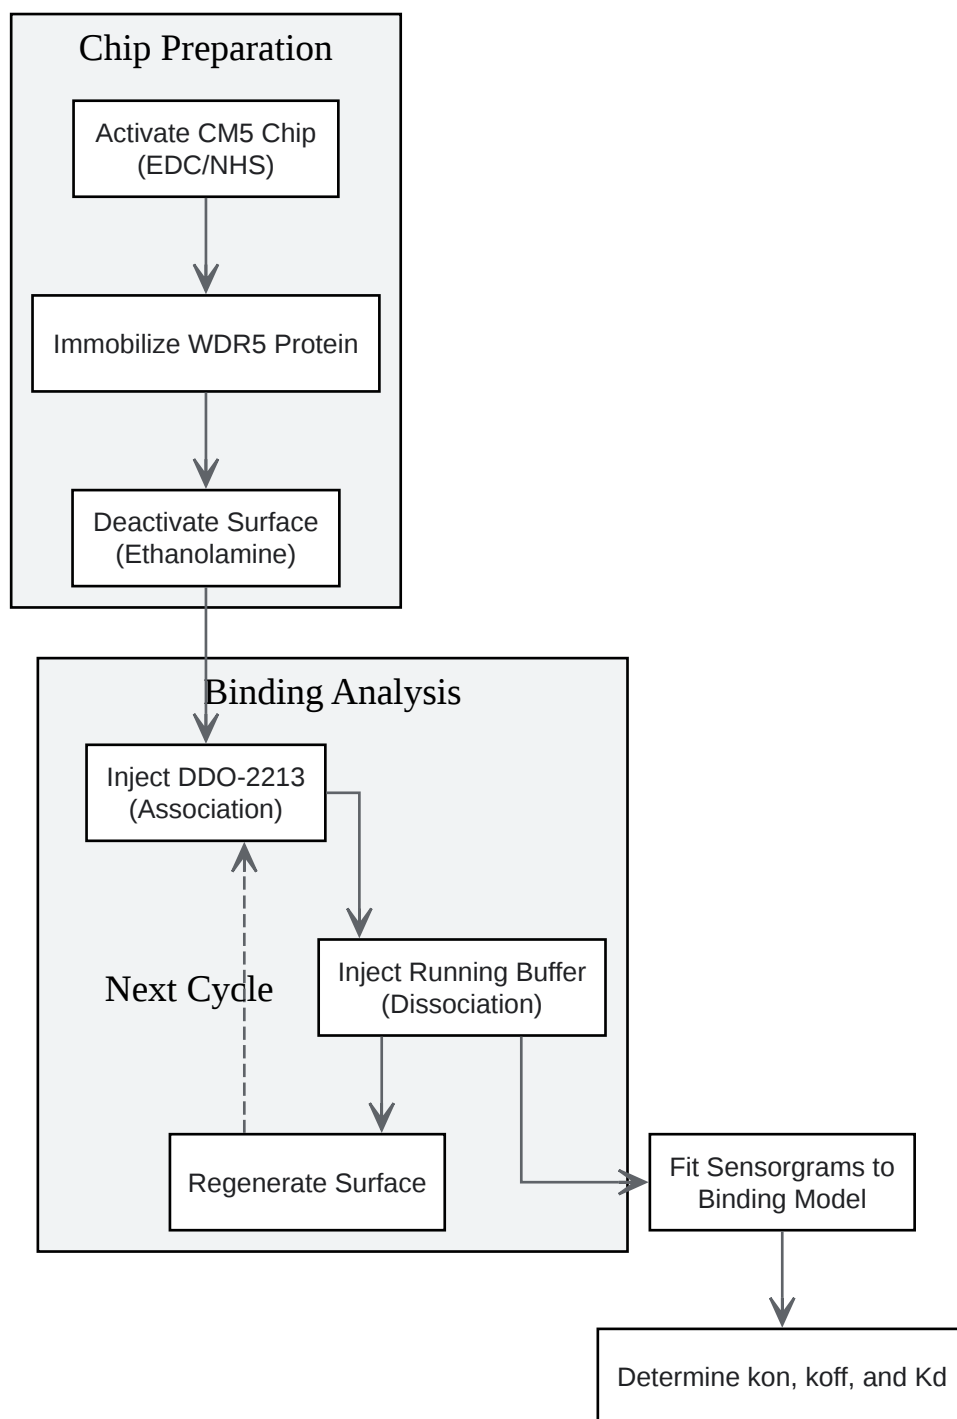 Chip Preparation
Activate CM5 Chip
(EDC/NHS)
Immobilize WDR5 Protein
Deactivate Surface
(Ethanolamine)
Binding Analysis
Inject DDO-2213
(Association)
Next Cycle
Inject Running Buffer
(Dissociation)
Regenerate Surface
Fit Sensorgrams to
Binding Model
Determine kon, koff, and Kd